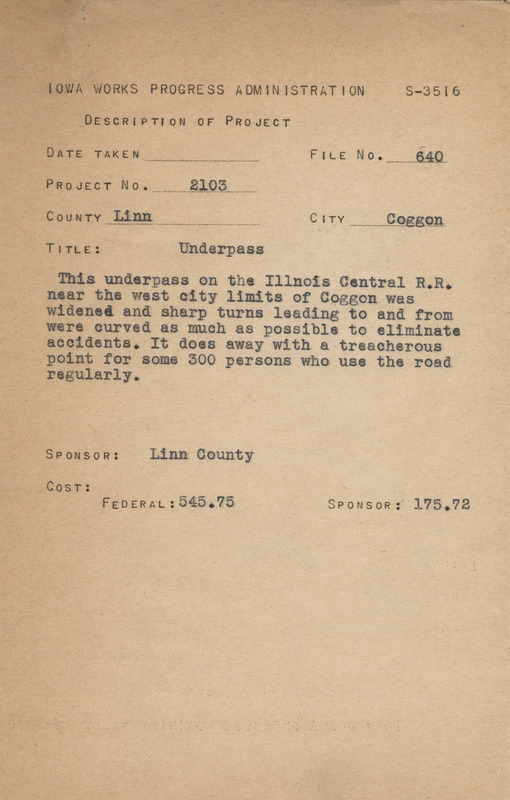 IOWA WORKS PROGRESS ADMINISTRATION S-3516
DESCRIPTION OF PROJECT
DATE TAKEN FILE NO. 640
PROJECT NO. 2103
COUNTY Linn CITY Coggon
TITLE: Underpass
This underpass on the Illnois Central R.R.
near the west city limits of Coggon was
widened and sharp turns leading to and from
were curved as much as possible to eliminate
accidents. It does away with a treacherous
point for some 300 persons who use the road
regularly.
SPONSOR: Linn County
COST:
FEDERAL: 545.75 SPONSOR: 175.72